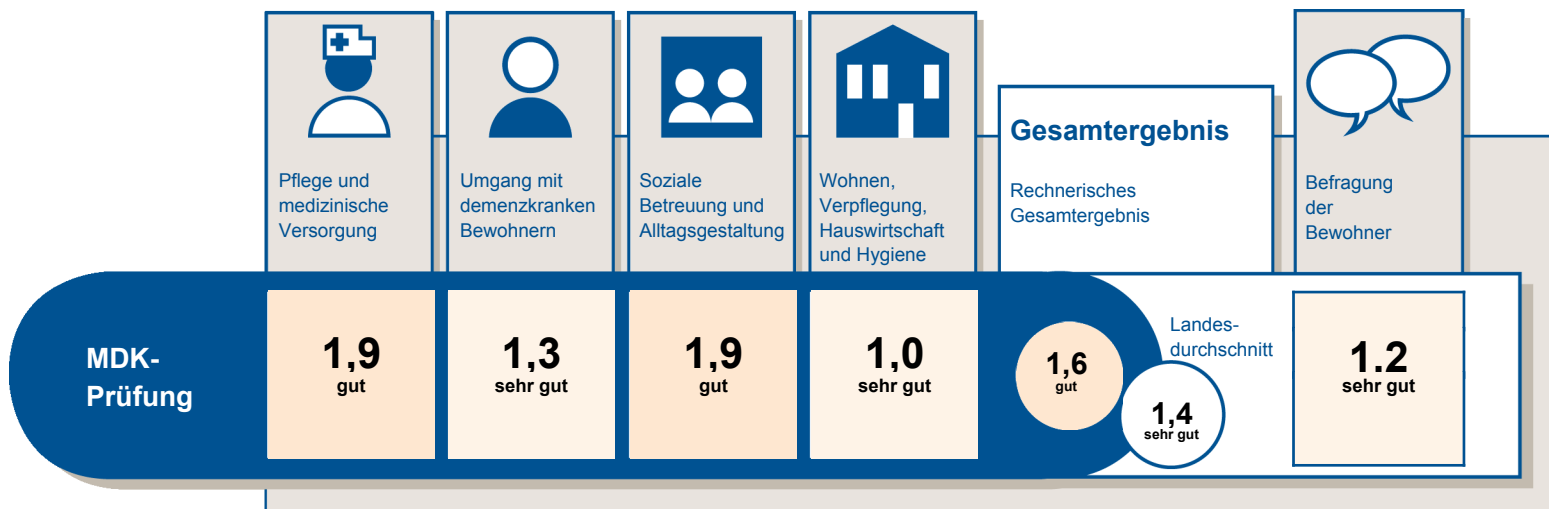 Pflege und
medizinische
Versorgung
Umgang mit
demenzkranken
Bewohnern
Soziale
Betreuung und
Alltagsgestaltung
Wohnen,
Verpflegung,
Hauswirtschaft
und Hygiene
Gesamtergebnis
Rechnerisches
Gesamtergebnis
Befragung
der
Bewohner
MDK-
Prüfung
1,9
gut
1,3
sehr gut
1,9
gut
1,0
sehr gut
1,6
gut
Landes-
durchschnitt
1,4
sehr gut
1.2
sehr gut